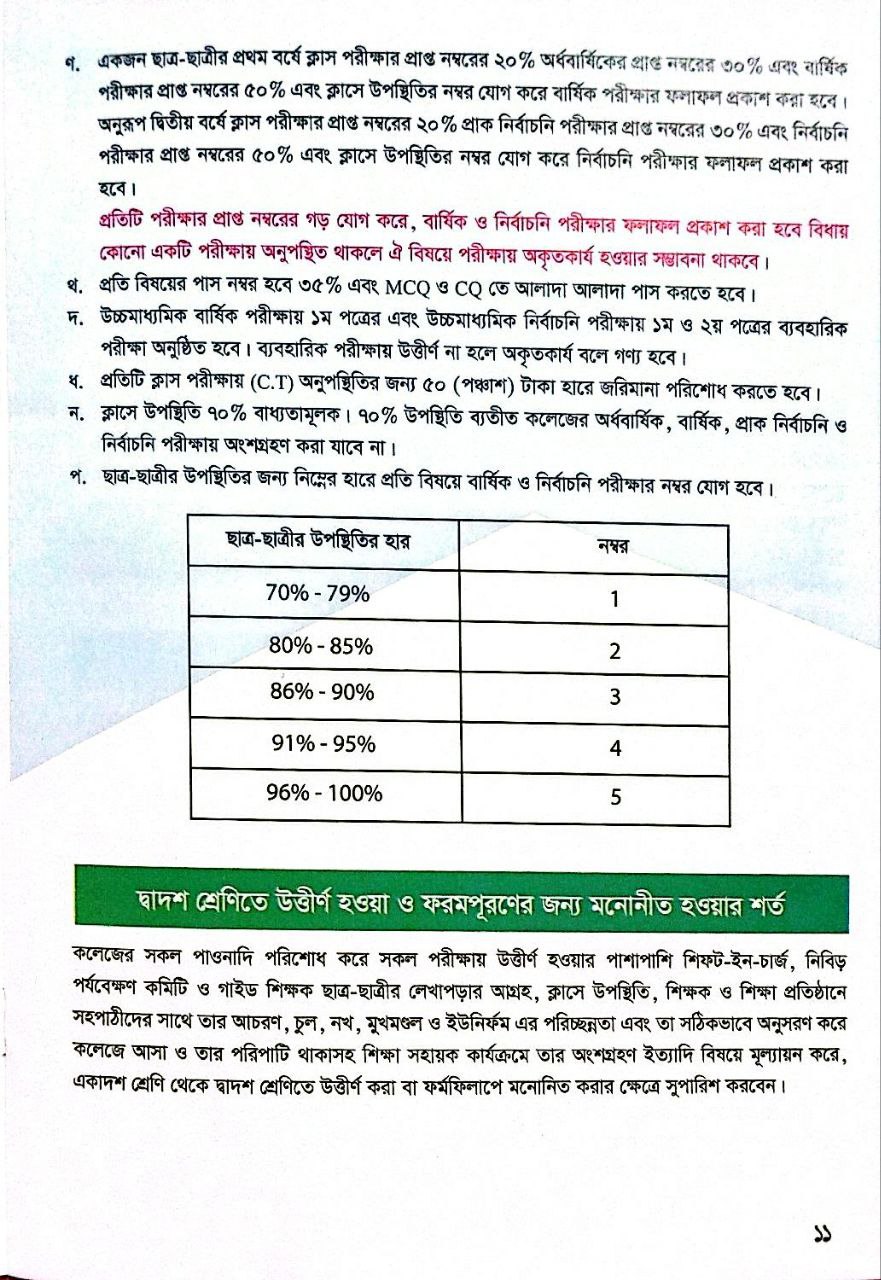 ণ. একজন ছাত্র-ছাত্রীর প্রথম বর্ষে ক্লাস পরীক্ষার প্রাপ্ত নম্বরের ২০% অর্ধবার্ষিকের প্রাপ্ত নম্বরের ৩০% এবং বার্ষিক
পরীক্ষার প্রাপ্ত নম্বরের ৫০% এবং ক্লাসে উপস্থিতির নম্বর যোগ করে বার্ষিক পরীক্ষার ফলাফল প্রকাশ করা হবে।
অনুরূপ দ্বিতীয় বর্ষে ক্লাস পরীক্ষার প্রাপ্ত নম্বরের ২০% প্রাক নির্বাচনি পরীক্ষার প্রাপ্ত নম্বরের ৩০% এবং নির্বাচনি
পরীক্ষার প্রাপ্ত নম্বরের ৫০% এবং ক্লাসে উপস্থিতির নম্বর যোগ করে নির্বাচনি পরীক্ষার ফলাফল প্রকাশ করা
হবে।
প্রতিটি পরীক্ষার প্রাপ্ত নম্বরের গড় যোগ করে, বার্ষিক ও নির্বাচনি পরীক্ষার ফলাফল প্রকাশ করা হবে বিধায়
কোনো একটি পরীক্ষায় অনুপস্থিত থাকলে ঐ বিষয়ে পরীক্ষায় অকৃতকার্য হওয়ার সম্ভাবনা থাকবে।
থ. প্রতি বিষয়ের পাস নম্বর হবে ৩৫% এবং MCQ ও CQ তে আলাদা আলাদা পাস করতে হবে।
দ. উচ্চমাধ্যমিক বার্ষিক পরীক্ষায় ১ম পত্রের এবং উচ্চমাধ্যমিক নির্বাচনি পরীক্ষায় ১ম ও ২য় পত্রের ব্যবহারিক
পরীক্ষা অনুষ্ঠিত হবে। ব্যবহারিক পরীক্ষায় উত্তীর্ণ না হলে অকৃতকার্য বলে গণ্য হবে।
ধ. প্রতিটি ক্লাস পরীক্ষায় (C.T) অনুপস্থিতির জন্য ৫০ (পঞ্চাশ) টাকা হারে জরিমানা পরিশোধ করতে হবে।
ন. ক্লাসে উপস্থিতি ৭০% বাধ্যতামূলক। ৭০% উপস্থিতি ব্যতীত কলেজের অর্ধবার্ষিক, বার্ষিক, প্রাক নির্বাচনি ও
নির্বাচনি পরীক্ষায় অংশগ্রহণ করা যাবে না।
প. ছাত্র-ছাত্রীর উপস্থিতির জন্য নিম্নের হারে প্রতি বিষয়ে বার্ষিক ও নির্বাচনি পরীক্ষার নম্বর যোগ হবে।
ছাত্র-ছাত্রীর উপস্থিতির হার নম্বর
70% - 79% 1
80% - 85% 2
86% - 90% 3
91% - 95% 4
96% - 100% 5
দ্বাদশ শ্রেণিতে উত্তীর্ণ হওয়া ও ফরমপূরণের জন্য মনোনীত হওয়ার শর্ত
কলেজের সকল পাওনাদি পরিশোধ করে সকল পরীক্ষায় উত্তীর্ণ হওয়ার পাশাপাশি শিফট-ইন-চার্জ, নিবিড়
পর্যবেক্ষণ কমিটি ও গাইড শিক্ষক ছাত্র-ছাত্রীর লেখাপড়ার আগ্রহ, ক্লাসে উপস্থিতি, শিক্ষক ও শিক্ষা প্রতিষ্ঠানে
সহপাঠীদের সাথে তার আচরণ, চুল, নখ, মুখমণ্ডল ও ইউনির্ফম এর পরিচ্ছন্নতা এবং তা সঠিকভাবে অনুসরণ করে
কলেজে আসা ও তার পরিপাটি থাকাসহ শিক্ষা সহায়ক কার্যক্রমে তার অংশগ্রহণ ইত্যাদি বিষয়ে মূল্যায়ন করে,
একাদশ শ্রেণি থেকে দ্বাদশ শ্রেণিতে উত্তীর্ণ করা বা ফর্মফিলাপে মনোনিত করার ক্ষেত্রে সুপারিশ করবেন।
১১